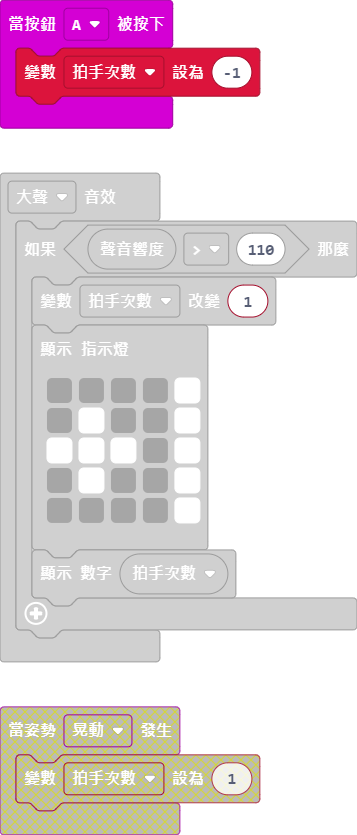 當按鈕 A 被按下
變數 拍手次數 設為 -1
大聲 音效
如果 聲音響度 > 110 那麼
變數 拍手次數 改變 1
顯示 指示燈
顯示 數字 拍手次數
當姿勢 晃動 發生
變數 拍手次數 設為 1